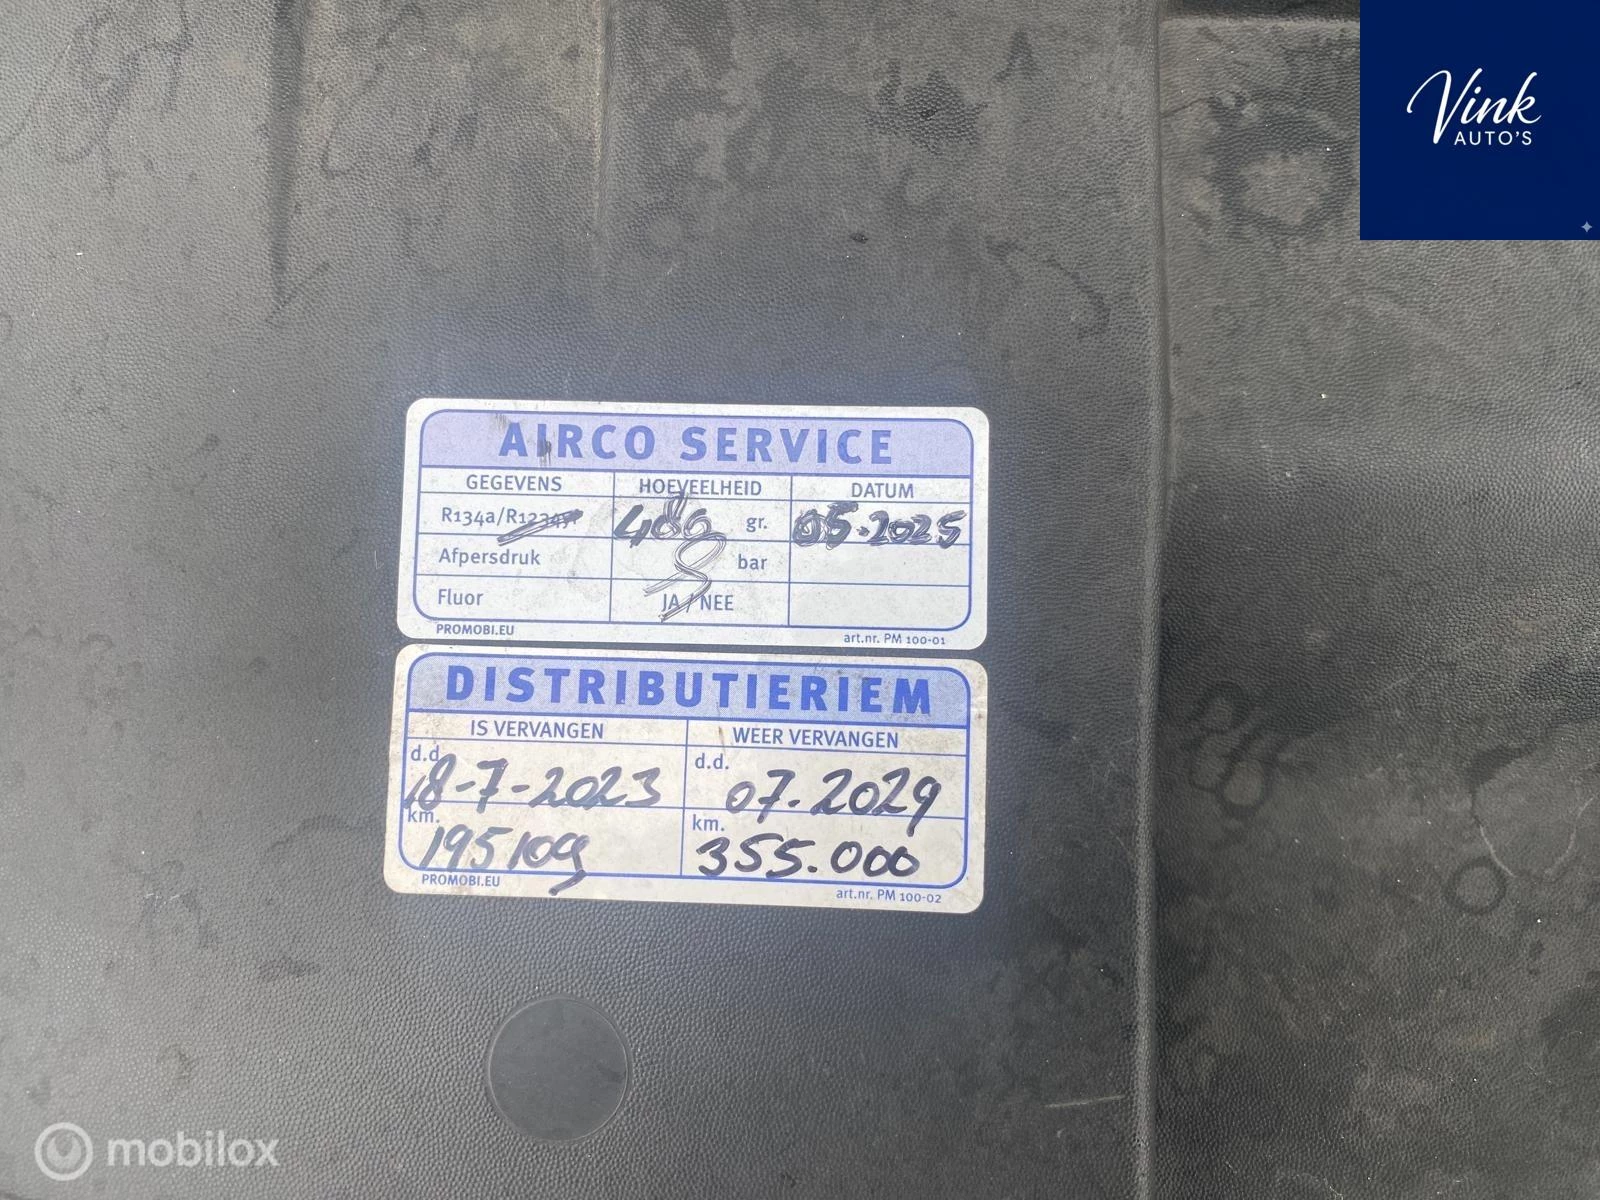 Vink
AUTO'S
AIRCO SERVICE
GEGEVENS HOEVEELHEID DATUM
R134a/R1234yf 480 gr. 05-2025
Afpersdruk bar
Fluor JA / NEE
PROMOBI.EU art.nr. PM 100-01
DISTRIBUTIERIEM
IS VERVANGEN WEER VERVANGEN
d.d. 18-7-2023 d.d. 07.2029
km. 195109 km. 355.000
PROMOBI.EU art.nr. PM 100-02
mobilox